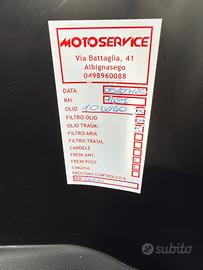 MOTOSERVICE
Via Battaglia, 41
Albignasego
0498960088
DATA
KM
OLIO 10W40
FILTRO OLIO
OLIO TRASM.
FILTRO ARIA
FILTRO TRASM.
CANDELE
FRENI ANT.
FRENI POST.
CINGHIA
PROSSIMO CONTROLLO A
subito